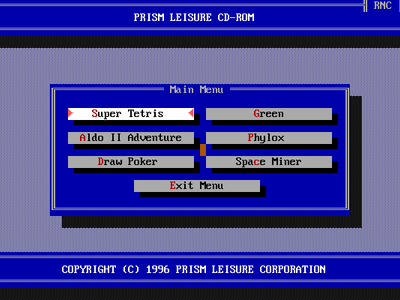 RNC
PRISM LEISURE CD-ROM
Main Menu
Super Tetris
Green
Aldo II Adventure
Phylox
Draw Poker
Space Miner
Exit Menu
COPYRIGHT (C) 1996 PRISM LEISURE CORPORATION